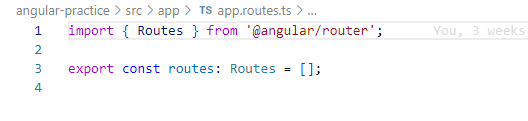 angular-practice > src > app > TS app.routes.ts > ...
1 import { Routes } from '@angular/router'; You, 3 weeks
2
3 export const routes: Routes = [];
4